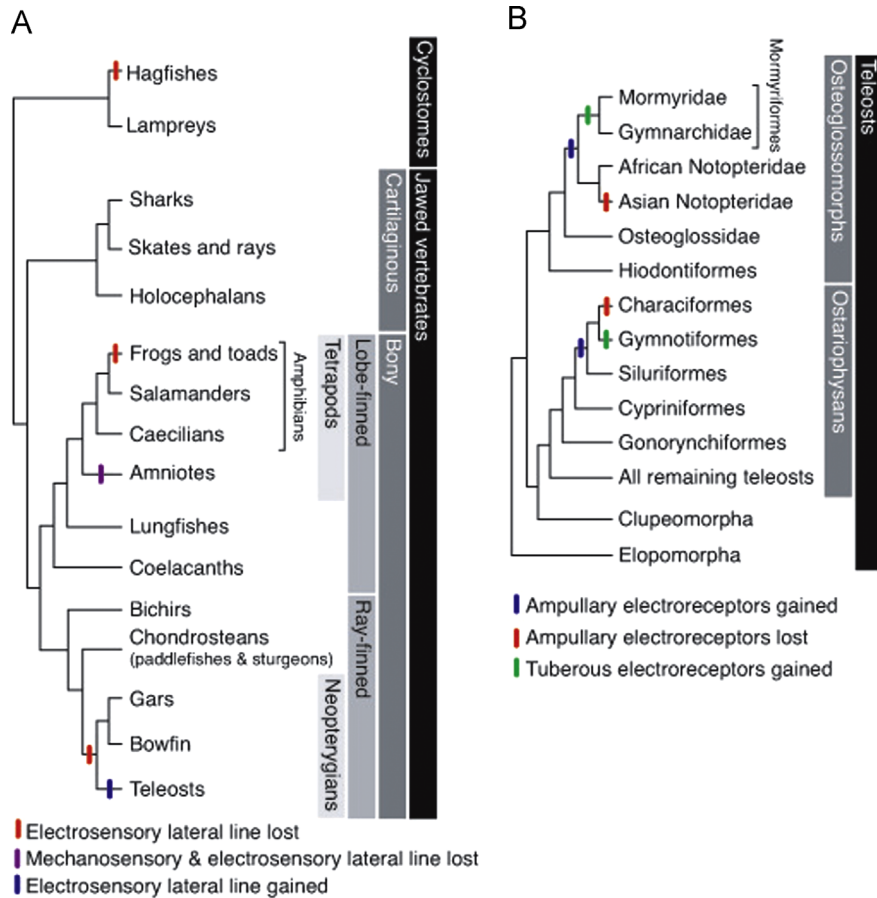 A
Hagfishes
Lampreys
Sharks
Skates and rays
Holocephalans
Frogs and toads
Salamanders
Caecilians
Amniotes
Lungfishes
Coelacanths
Bichirs
Chondrosteans
(paddlefishes & sturgeons)
Gars
Bowfin
Teleosts
Amphibians
Tetrapods
Neopterygians
Lobe-finned
Ray-finned
Cartilaginous
Bony
Cyclostomes
Jawed vertebrates
Electrosensory lateral line lost
Mechanosensory & electrosensory lateral line lost
Electrosensory lateral line gained
B
Mormyridae
Gymnarchidae
African Notopteridae
Asian Notopteridae
Osteoglossidae
Hiodontiformes
Characiformes
Gymnotiformes
Siluriformes
Cypriniformes
Gonorynchiformes
All remaining teleosts
Clupeomorpha
Elopomorpha
Mormyriformes
Osteoglossomorphs
Ostariophysans
Teleosts
Ampullary electroreceptors gained
Ampullary electroreceptors lost
Tuberous electroreceptors gained